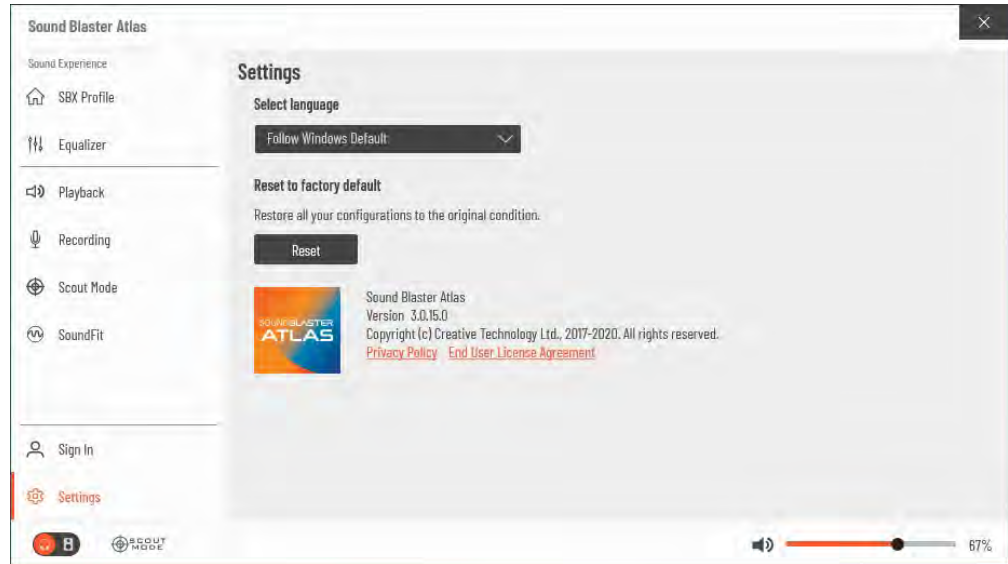 Sound Blaster Atlas
Sound Experience
SBX Profile
Equalizer
Playback
Recording
Scout Mode
SoundFit
Sign In
Settings
SCOUT
MODE
Settings
Select language
Follow Windows Default
Reset to factory default
Restore all your configurations to the original condition.
Reset
SOUND BLASTER
ATLAS
Sound Blaster Atlas
Version 3.0.15.0
Copyright (c) Creative Technology Ltd., 2017-2020. All rights reserved.
Privacy Policy End User License Agreement
67%